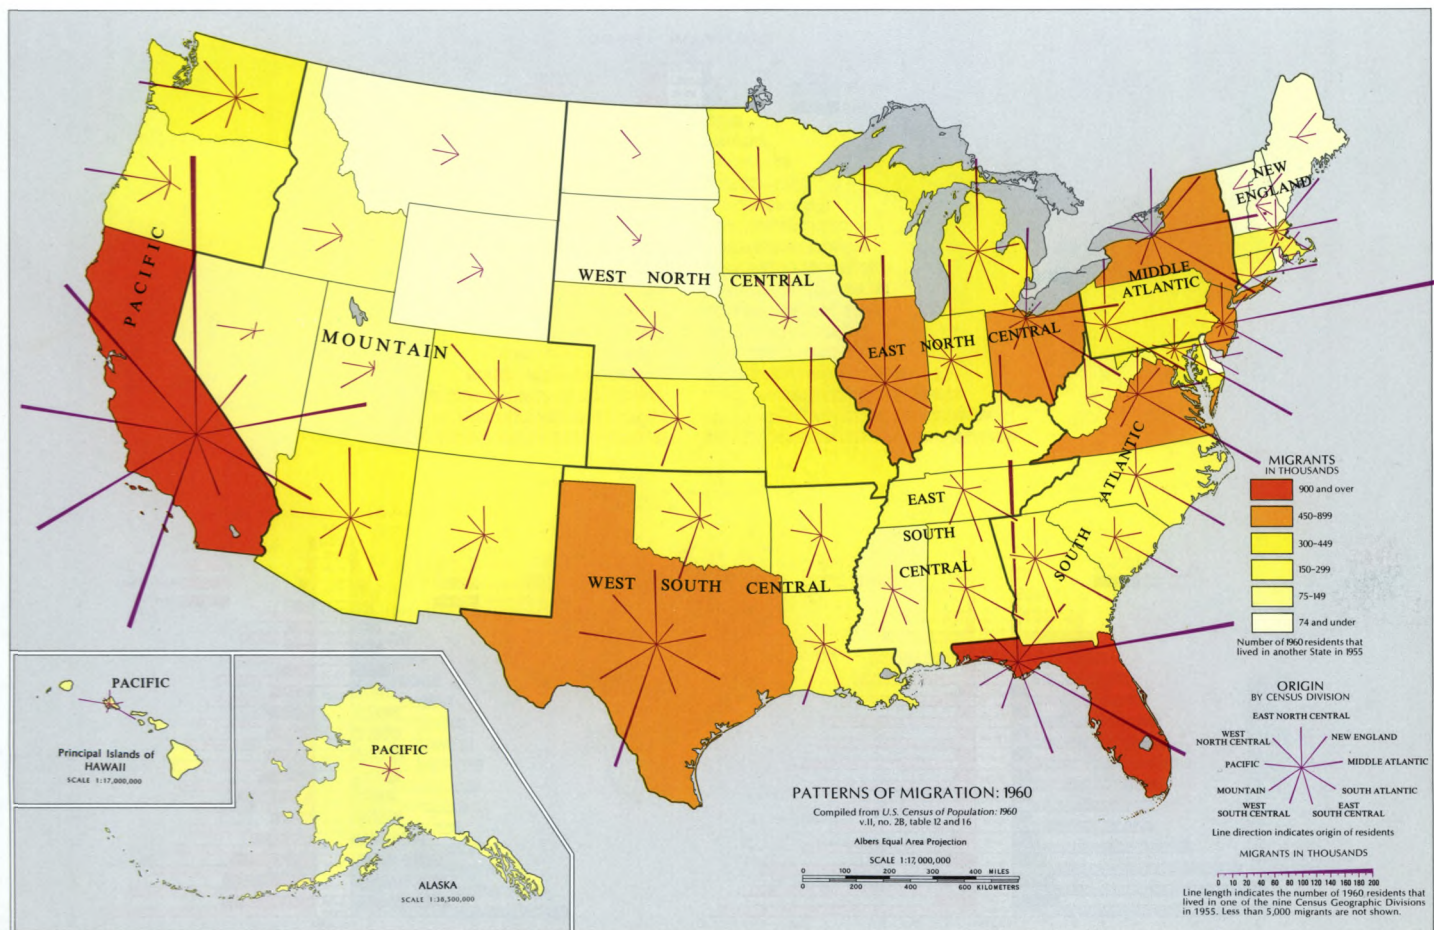 PACIFIC
MOUNTAIN
WEST NORTH CENTRAL
EAST NORTH CENTRAL
MIDDLE
ATLANTIC
NEW
ENGLAND
WEST SOUTH CENTRAL
EAST
SOUTH
CENTRAL
SOUTH
ATLANTIC
MIGRANTS
IN THOUSANDS
900 and over
450-899
300-449
150-299
75-149
74 and under
Number of 1960 residents that
lived in another State in 1955
ORIGIN
BY CENSUS DIVISION
EAST NORTH CENTRAL
WEST
NORTH CENTRAL
NEW ENGLAND
PACIFIC
MIDDLE ATLANTIC
MOUNTAIN
SOUTH ATLANTIC
WEST
SOUTH CENTRAL
EAST
SOUTH CENTRAL
Line direction indicates origin of residents
MIGRANTS IN THOUSANDS
0 10 20 40 60 80 100 120 140 160 180 200
Line length indicates the number of 1960 residents that
lived in one of the nine Census Geographic Divisions
in 1955. Less than 5,000 migrants are not shown.
PATTERNS OF MIGRATION: 1960
Compiled from U.S. Census of Population: 1960
v.II, no. 2B, table 12 and 16
Albers Equal Area Projection
SCALE 1:17,000,000
0 100 200 300 400 MILES
0 200 400 600 KILOMETERS
PACIFIC
Principal Islands of
HAWAII
SCALE 1:17,000,000
PACIFIC
ALASKA
SCALE 1:38,500,000